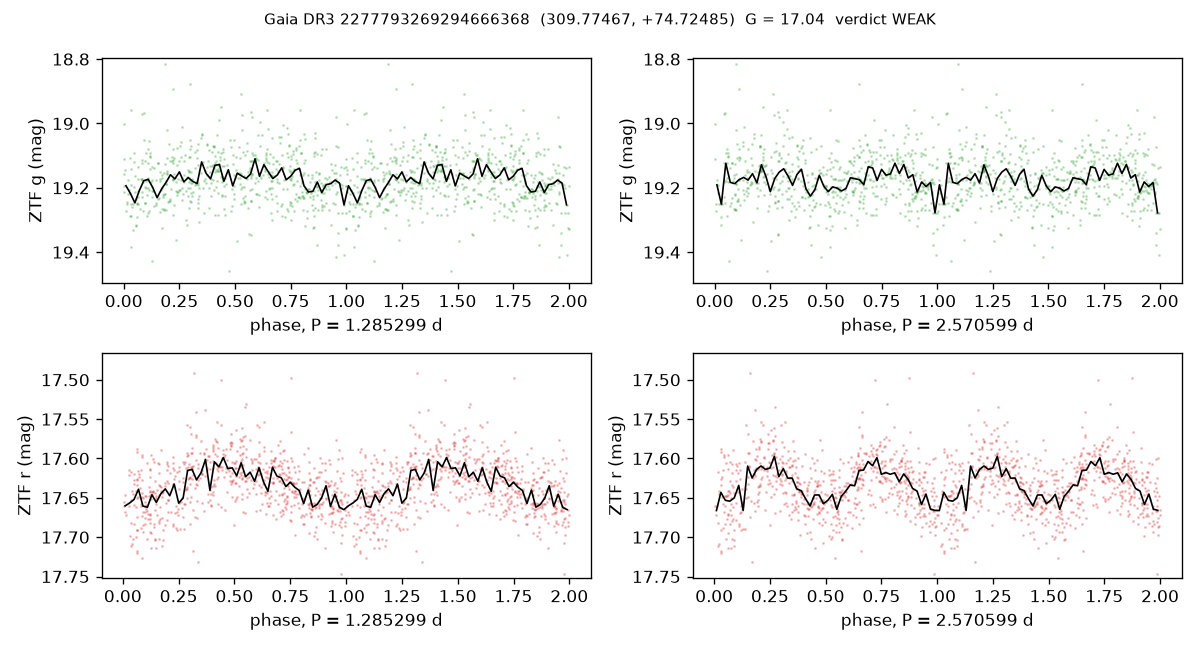 Gaia DR3 2277793269294666368  (309.77467, +74.72485)  G = 17.04  verdict WEAK
18.8
19.0
19.2
19.4
ZTF g (mag)
0.00 0.25 0.50 0.75 1.00 1.25 1.50 1.75 2.00
phase, P = 1.285299 d
18.8
19.0
19.2
19.4
ZTF g (mag)
0.00 0.25 0.50 0.75 1.00 1.25 1.50 1.75 2.00
phase, P = 2.570599 d
17.50
17.55
17.60
17.65
17.70
17.75
ZTF r (mag)
0.00 0.25 0.50 0.75 1.00 1.25 1.50 1.75 2.00
phase, P = 1.285299 d
17.50
17.55
17.60
17.65
17.70
17.75
ZTF r (mag)
0.00 0.25 0.50 0.75 1.00 1.25 1.50 1.75 2.00
phase, P = 2.570599 d